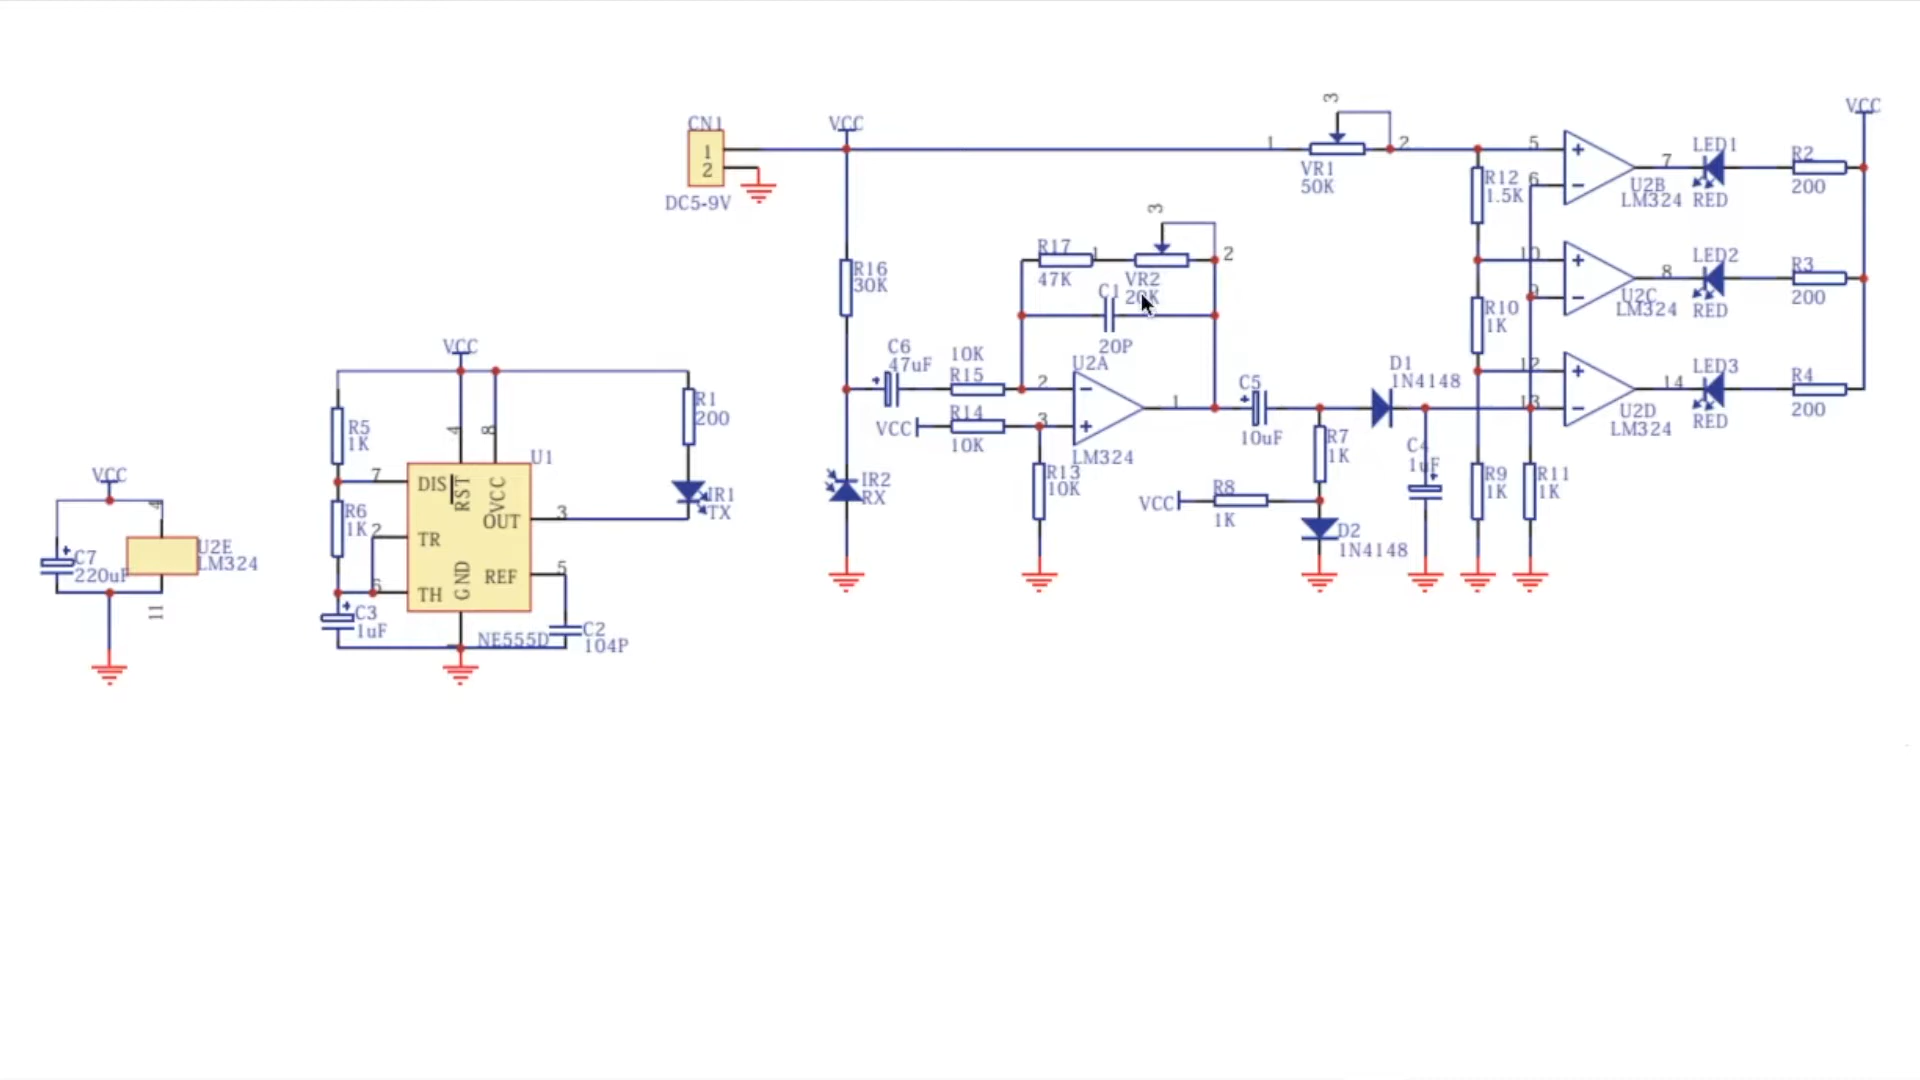 VCC
4
C7
220uF
U2E
LM324
11
VCC
R5
1K
R6
1K
C3
1uF
7
2
6
4
8
U1
DIS
RST
VCC
OUT
TR
TH
GND
REF
3
5
NE555D
C2
104P
R1
200
IR1
TX
CN1
1
2
DC5-9V
VCC
R16
30K
IR2
RX
C6
47uF
10K
R15
VCC
R14
10K
R13
10K
R17
47K
1
3
VR2
20K
2
C1
20P
U2A
2
3
1
LM324
C5
10uF
R7
1K
VCC
R8
1K
D2
1N4148
D1
1N4148
C4
1uF
1
3
VR1
50K
2
R12
1.5K
R10
1K
R9
1K
R11
1K
5
6
7
U2B
LM324
10
9
8
U2C
LM324
12
13
14
U2D
LM324
LED1
RED
LED2
RED
LED3
RED
VCC
R2
200
R3
200
R4
200